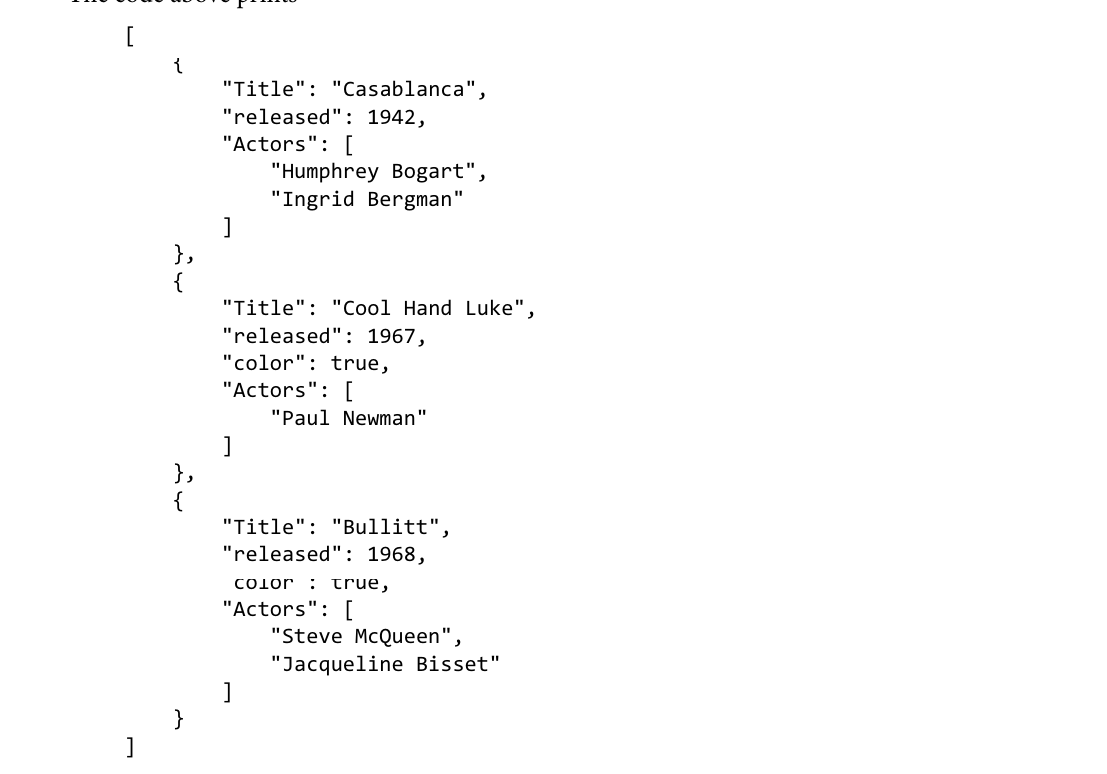 The code above prints
[
{
"Title": "Casablanca",
"released": 1942,
"Actors": [
"Humphrey Bogart",
"Ingrid Bergman"
]
},
{
"Title": "Cool Hand Luke",
"released": 1967,
"color": true,
"Actors": [
"Paul Newman"
]
},
{
"Title": "Bullitt",
"released": 1968,
color : true,
"Actors": [
"Steve McQueen",
"Jacqueline Bisset"
]
}
]